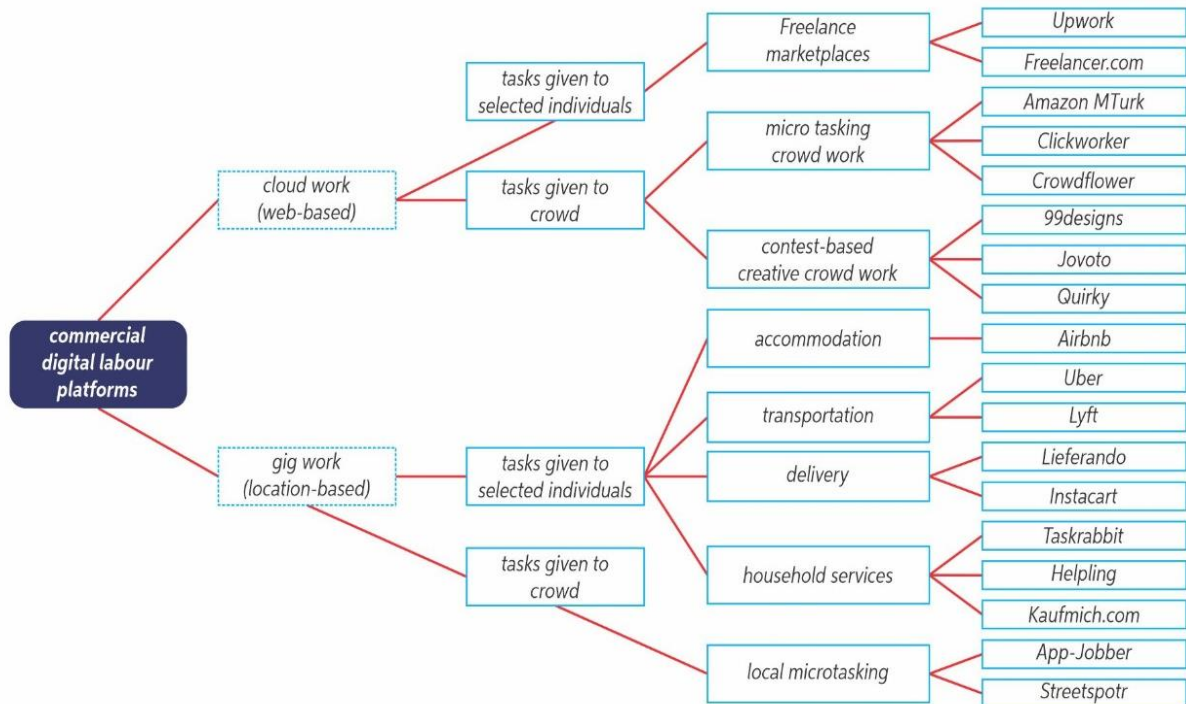 commercial
digital labour
platforms
cloud work
(web-based)
gig work
(location-based)
tasks given to
selected individuals
tasks given to
crowd
tasks given to
selected individuals
tasks given to
crowd
Freelance
marketplaces
micro tasking
crowd work
contest-based
creative crowd work
accommodation
transportation
delivery
household services
local microtasking
Upwork
Freelancer.com
Amazon MTurk
Clickworker
Crowdflower
99designs
Jovoto
Quirky
Airbnb
Uber
Lyft
Lieferando
Instacart
Taskrabbit
Helpling
Kaufmich.com
App-Jobber
Streetspotr